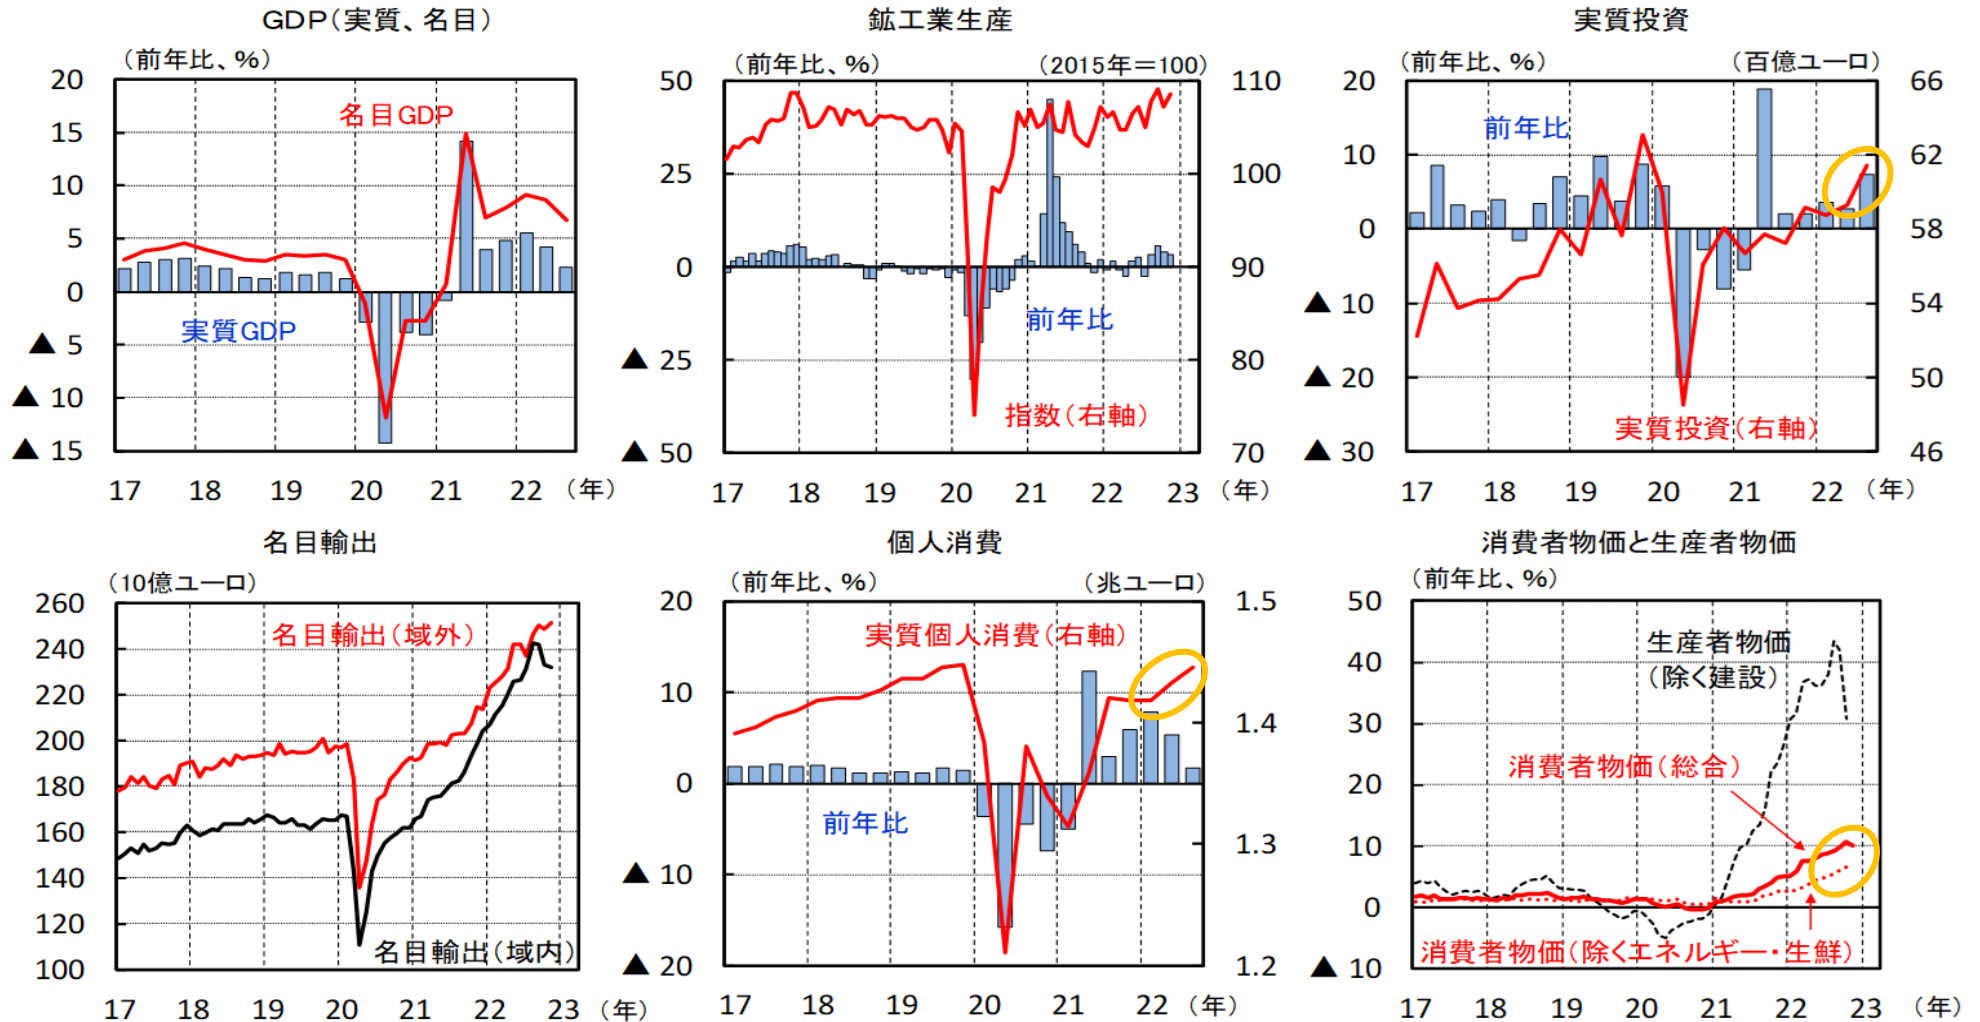 GDP(実質、名目)
(前年比、%)
20
15
10
5
0
▲ 5
▲ 10
▲ 15
名目GDP
実質GDP
17 18 19 20 21 22 (年)
鉱工業生産
(前年比、%) (2015年=100)
50
25
0
▲ 25
▲ 50
110
100
90
80
70
前年比
指数(右軸)
17 18 19 20 21 22 23 (年)
実質投資
(前年比、%) (百億ユーロ)
20
10
0
▲ 10
▲ 20
▲ 30
66
62
58
54
50
46
前年比
実質投資(右軸)
17 18 19 20 21 22 (年)
名目輸出
(10億ユーロ)
260
240
220
200
180
160
140
120
100
名目輸出(域外)
名目輸出(域内)
17 18 19 20 21 22 23 (年)
個人消費
(前年比、%) (兆ユーロ)
20
10
0
▲ 10
▲ 20
1.5
1.4
1.3
1.2
実質個人消費(右軸)
前年比
17 18 19 20 21 22 (年)
消費者物価と生産者物価
(前年比、%)
50
40
30
20
10
0
▲ 10
生産者物価
(除く建設)
消費者物価(総合)
消費者物価(除くエネルギー・生鮮)
17 18 19 20 21 22 23 (年)